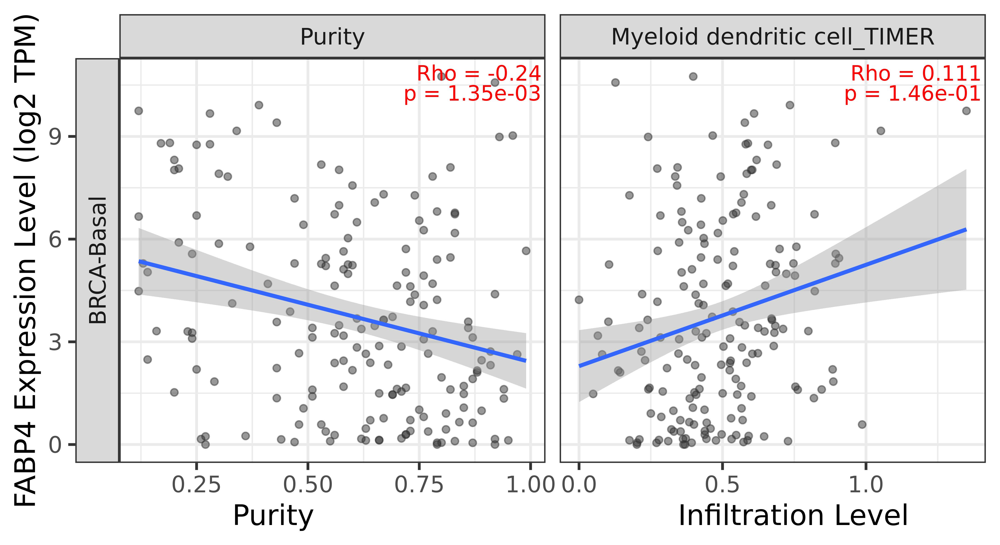 Purity
Myeloid dendritic cell_TIMER
Rho = -0.24
p = 1.35e-03
Rho = 0.111
p = 1.46e-01
FABP4 Expression Level (log2 TPM)
BRCA-Basal
9
6
3
0
0.25
0.50
0.75
1.00
0.0
0.5
1.0
Purity
Infiltration Level